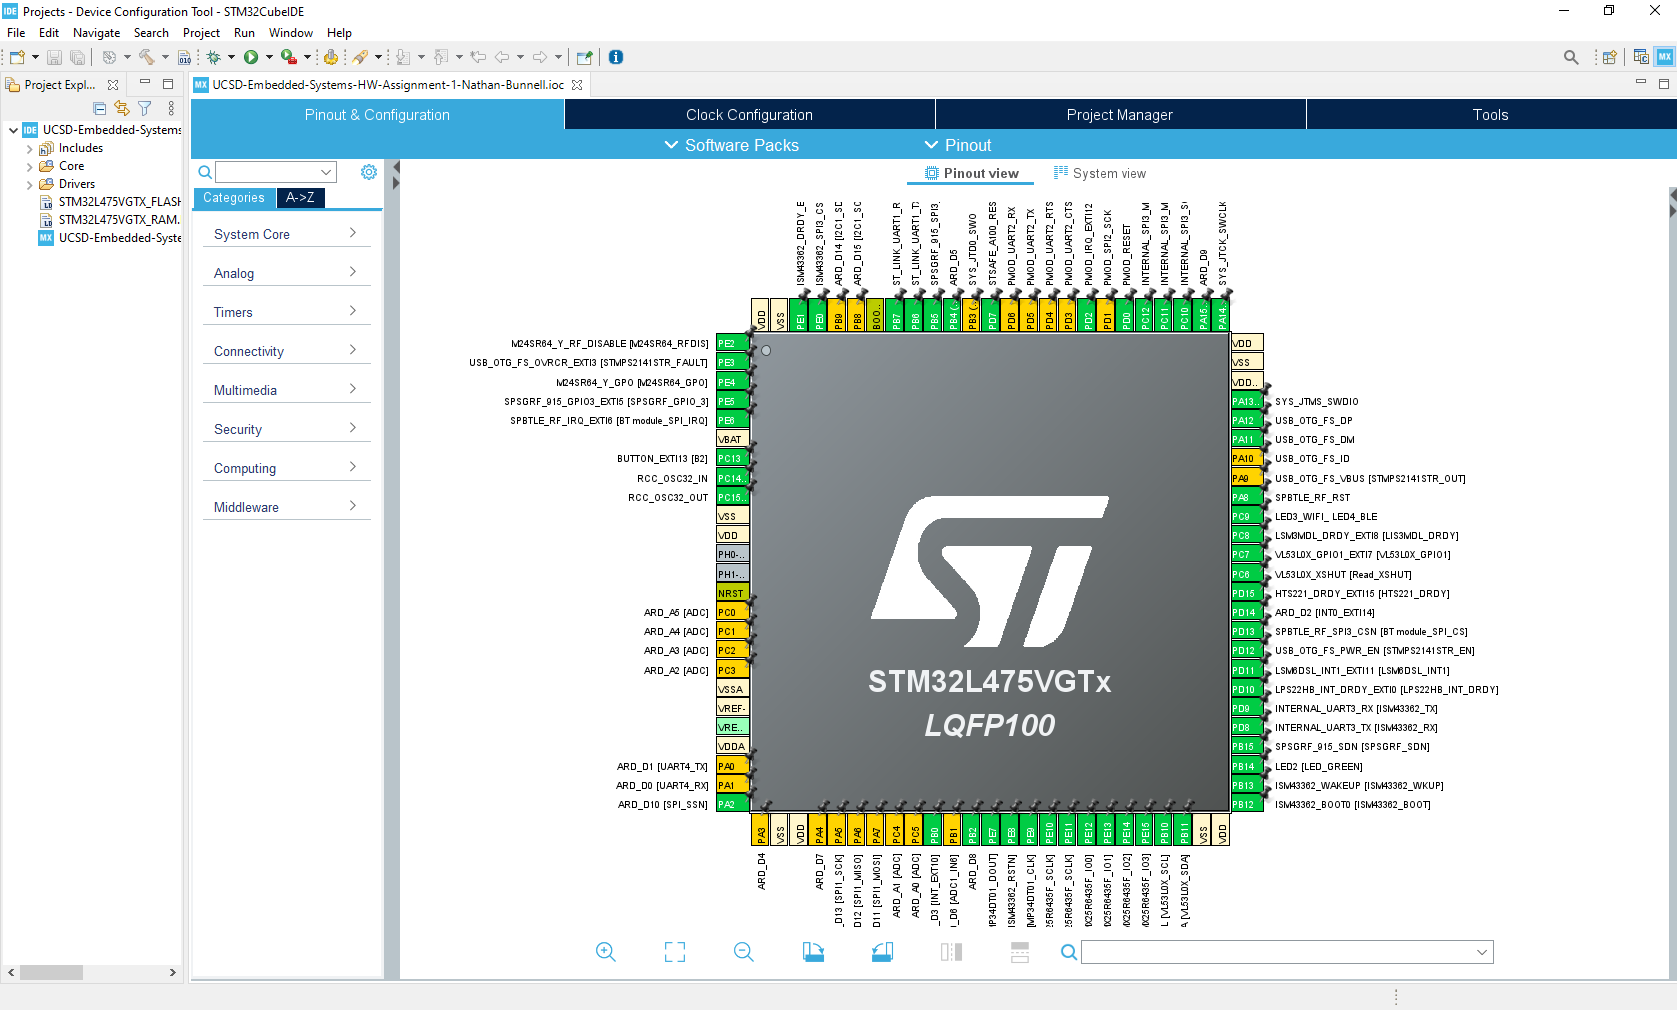 Projects - Device Configuration Tool - STM32CubeIDE
File Edit Navigate Search Project Run Window Help
Project Expl...
UCSD-Embedded-Systems-HW-Assignment-1-Nathan-Bunnell.ioc
UCSD-Embedded-Systems
Includes
Core
Drivers
STM32L475VGTX_FLASH
STM32L475VGTX_RAM.
UCSD-Embedded-Syste
Pinout & Configuration
Clock Configuration
Project Manager
Tools
Software Packs
Pinout
Pinout view
System view
Categories
A->Z
System Core
Analog
Timers
Connectivity
Multimedia
Security
Computing
Middleware
ISM43362_DRDY_E
ISM43362_SPI3_CS
ARD_D14 [I2C1_SD
ARD_D15 [I2C1_SC
ST_LINK_UART1_R
ST_LINK_UART1_T
SPSGRF_915_SPI3_
ARD_D5
SYS_JTDO_SWO
STSAFE_A100_RES
PMOD_UART2_RX
PMOD_UART2_TX
PMOD_UART2_RTS
PMOD_UART2_CTS
PMOD_IRQ_EXTI12
PMOD_SPI2_SCK
PMOD_RESET
INTERNAL_SPI3_M
INTERNAL_SPI3_M
INTERNAL_SPI3_S
ARD_D9
SYS_JTCK_SWCLK
VDD
VSS
PE1
PE0
PB9
PB8
BOO..
PB7
PB6
PB5
PB4 (..
PB3 (..
PD7
PD6
PD5
PD4
PD3
PD2
PD1
PD0
PC12
PC11
PC10
PA15..
PA14..
M24SR64_Y_RF_DISABLE [M24SR64_RFDIS] PE2
USB_OTG_FS_OVRCR_EXTI3 [STMPS2141STR_FAULT] PE3
M24SR64_Y_GPO [M24SR64_GPO] PE4
SPSGRF_915_GPIO3_EXTI5 [SPSGRF_GPIO_3] PE5
SPBTLE_RF_IRQ_EXTI6 [BT module_SPI_IRQ] PE6
VBAT
BUTTON_EXTI13 [B2] PC13
RCC_OSC32_IN PC14..
RCC_OSC32_OUT PC15..
VSS
VDD
PH0-..
PH1-..
NRST
ARD_A5 [ADC] PC0
ARD_A4 [ADC] PC1
ARD_A3 [ADC] PC2
ARD_A2 [ADC] PC3
VSSA
VREF-
VRE..
VDDA
ARD_D1 [UART4_TX] PA0
ARD_D0 [UART4_RX] PA1
ARD_D10 [SPI_SSN] PA2
STM32L475VGTx
LQFP100
VDD
VSS
VDD..
PA13.. SYS_JTMS_SWDIO
PA12 USB_OTG_FS_DP
PA11 USB_OTG_FS_DM
PA10 USB_OTG_FS_ID
PA9 USB_OTG_FS_VBUS [STMPS2141STR_OUT]
PA8 SPBTLE_RF_RST
PC9 LED3_WIFI_ LED4_BLE
PC8 LSM3MDL_DRDY_EXTI8 [LIS3MDL_DRDY]
PC7 VL53L0X_GPIO1_EXTI7 [VL53L0X_GPIO1]
PC6 VL53L0X_XSHUT [Read_XSHUT]
PD15 HTS221_DRDY_EXTI15 [HTS221_DRDY]
PD14 ARD_D2 [INT0_EXTI14]
PD13 SPBTLE_RF_SPI3_CSN [BT module_SPI_CS]
PD12 USB_OTG_FS_PWR_EN [STMPS2141STR_EN]
PD11 LSM6DSL_INT1_EXTI11 [LSM6DSL_INT1]
PD10 LPS22HB_INT_DRDY_EXTI0 [LPS22HB_INT_DRDY]
PD9 INTERNAL_UART3_RX [ISM43362_TX]
PD8 INTERNAL_UART3_TX [ISM43362_RX]
PB15 SPSGRF_915_SDN [SPSGRF_SDN]
PB14 LED2 [LED_GREEN]
PB13 ISM43362_WAKEUP [ISM43362_WKUP]
PB12 ISM43362_BOOT0 [ISM43362_BOOT]
PA3
VSS
VDD
PA4
PA5
PA6
PA7
PC4
PC5
PB0
PB1
PB2
PE7
PE8
PE9
PE10
PE11
PE12
PE13
PE14
PE15
PB10
PB11
VSS
VDD
ARD_D4
ARD_D7
_D13 [SPI1_SCK]
_D12 [SPI1_MISO]
_D11 [SPI1_MOSI]
ARD_A1 [ADC]
ARD_A0 [ADC]
_D3 [INT_EXTI0]
_D6 [ADC1_IN6]
ARD_D8
MP34DT01_DOUT]
ISM43362_RSTN]
[MP34DT01_CLK]
25R6435F_SCLK]
25R6435F_SCLK]
MX25R6435F_IO0]
MX25R6435F_IO1]
MX25R6435F_IO2]
MX25R6435F_IO3]
L [VL53L0X_SCL]
A [VL53L0X_SDA]